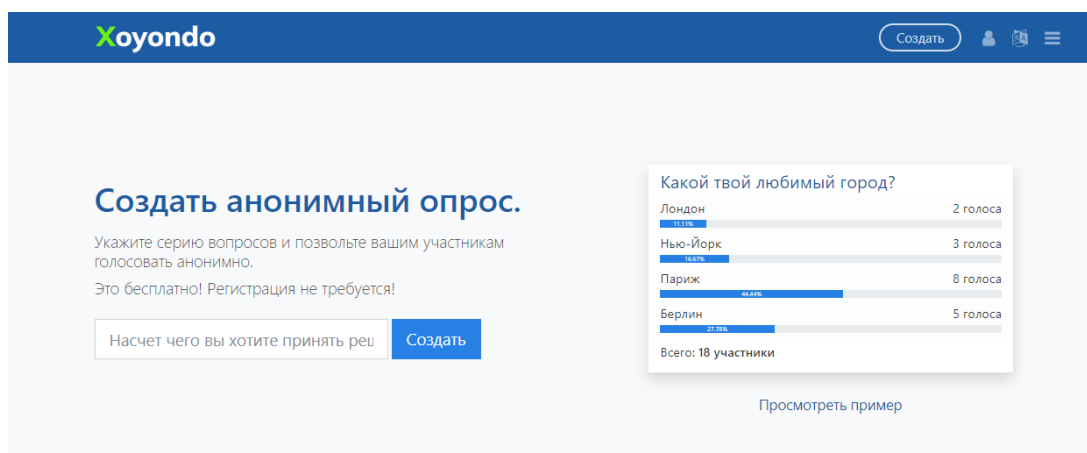 Xoyondo
Создать
Создать анонимный опрос.
Укажите серию вопросов и позвольте вашим участникам
голосовать анонимно.
Это бесплатно! Регистрация не требуется!
Насчет чего вы хотите принять реш
Создать
Какой твой любимый город?
Лондон 2 голоса
11.11%
Нью-Йорк 3 голоса
16.67%
Париж 8 голоса
44.44%
Берлин 5 голоса
27.78%
Всего: 18 участники
Просмотреть пример